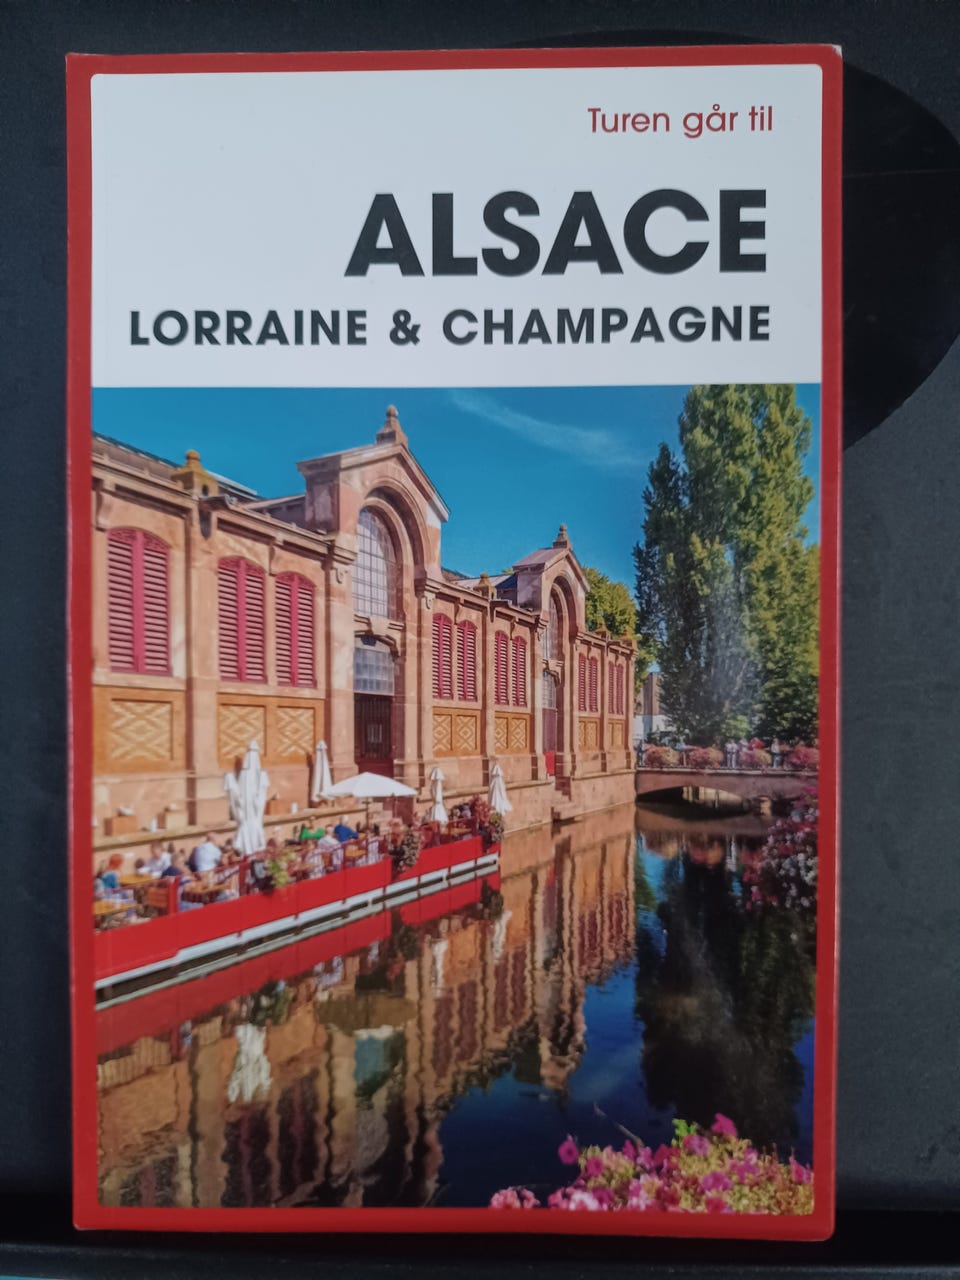 Turen går til
ALSACE
LORRAINE & CHAMPAGNE